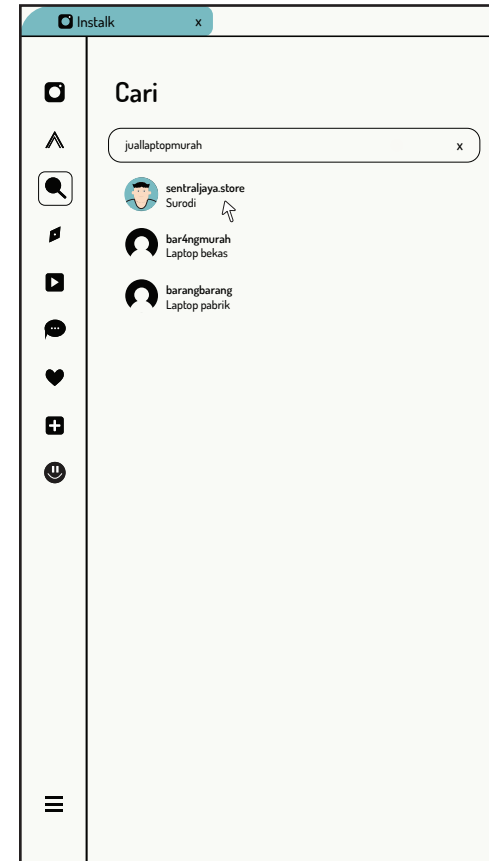 Instalk x
Cari
juallaptopmurah x
sentraljaya.store
Surodi
bar4ngmurah
Laptop bekas
barangbarang
Laptop pabrik